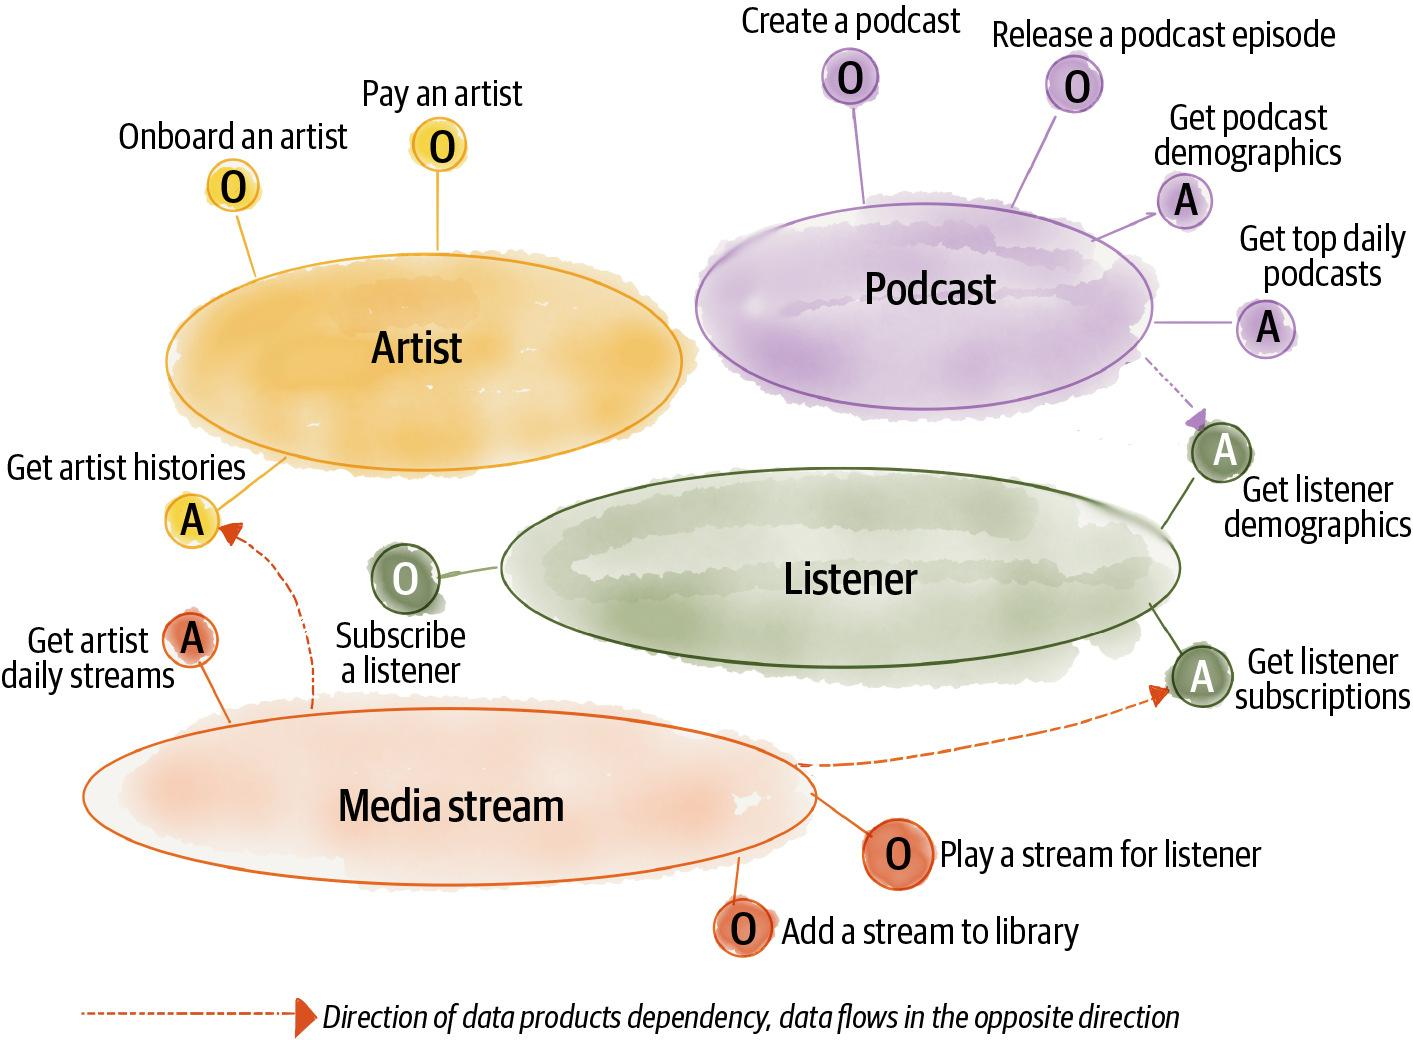 Create a podcast
O
Release a podcast episode
O
Pay an artist
O
Onboard an artist
O
Get podcast
demographics
A
Get top daily
podcasts
A
Podcast
Artist
Get artist histories
A
A
Get listener
demographics
O
Subscribe
a listener
Listener
Get artist
daily streams
A
A
Get listener
subscriptions
Media stream
O
Play a stream for listener
O
Add a stream to library
Direction of data products dependency, data flows in the opposite direction